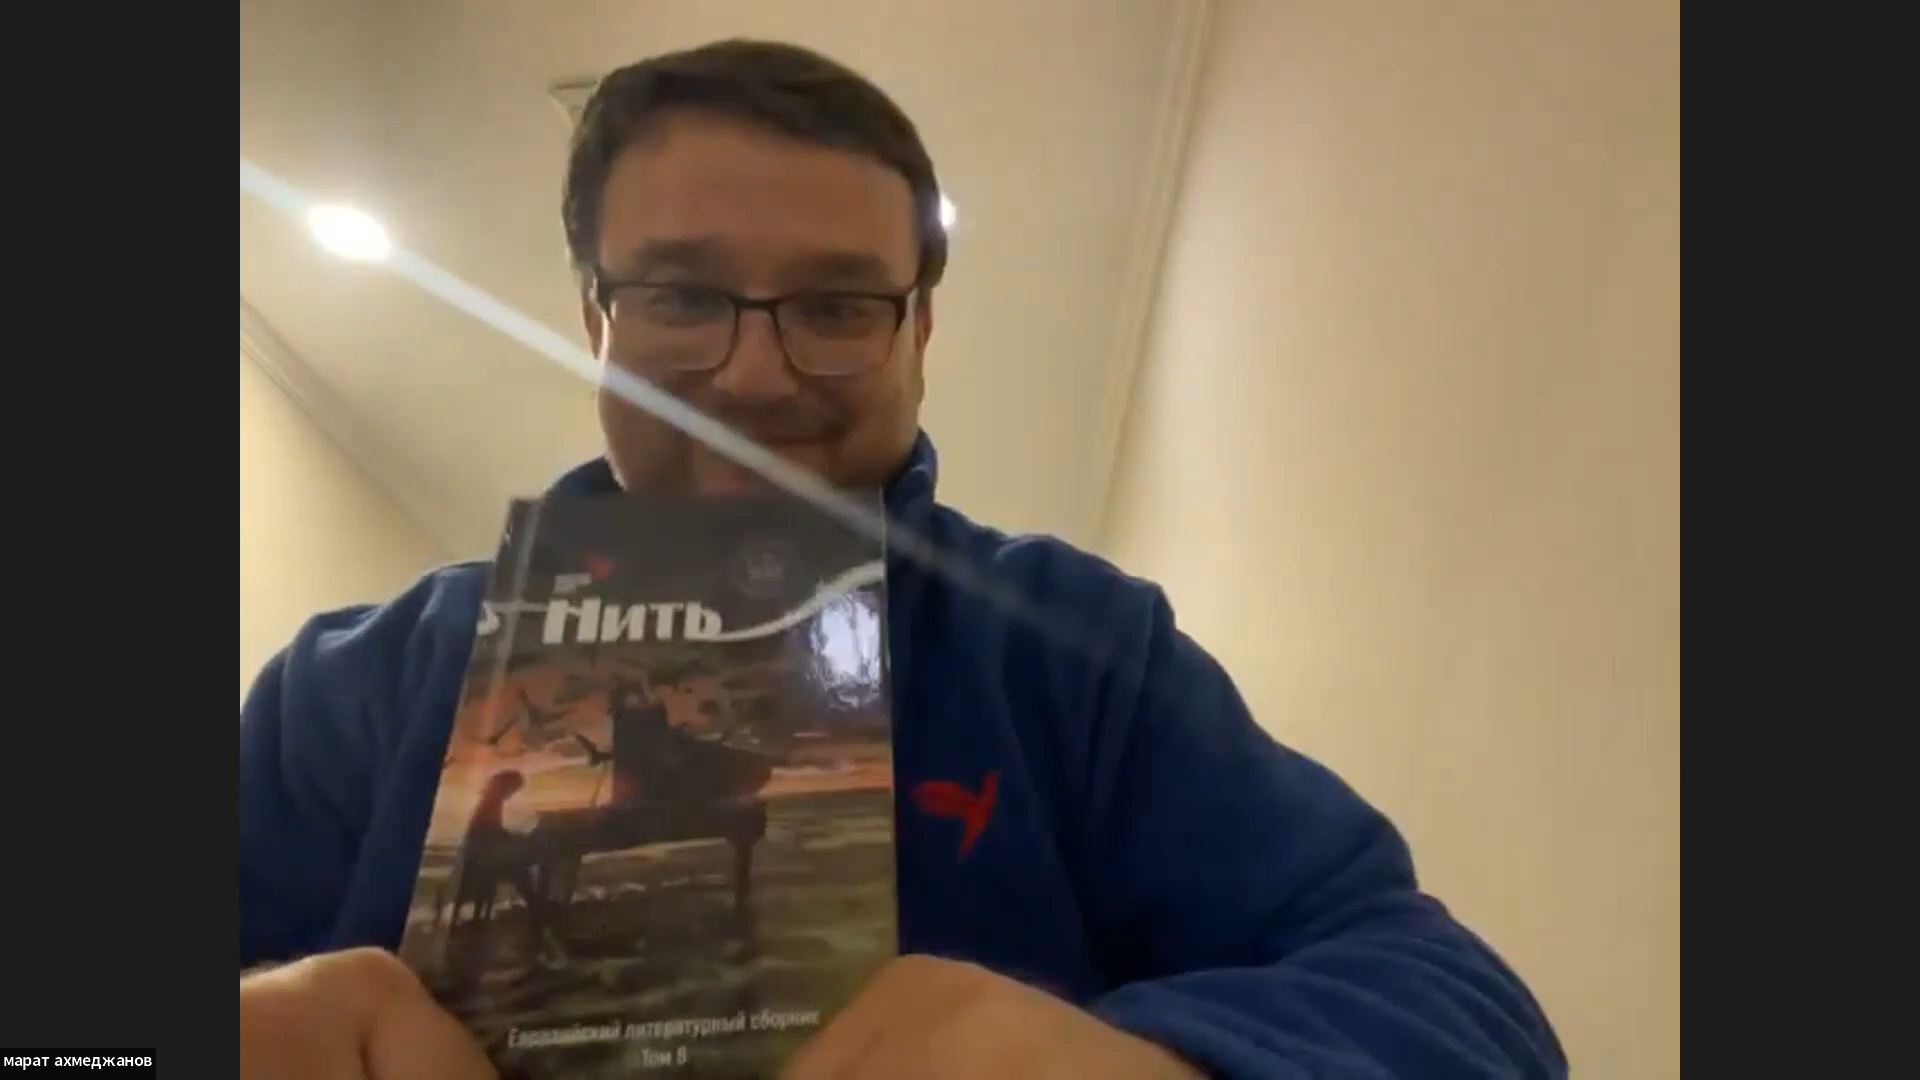 Нить
Евразийский литературный сборник
Том 8
марат ахмеджанов